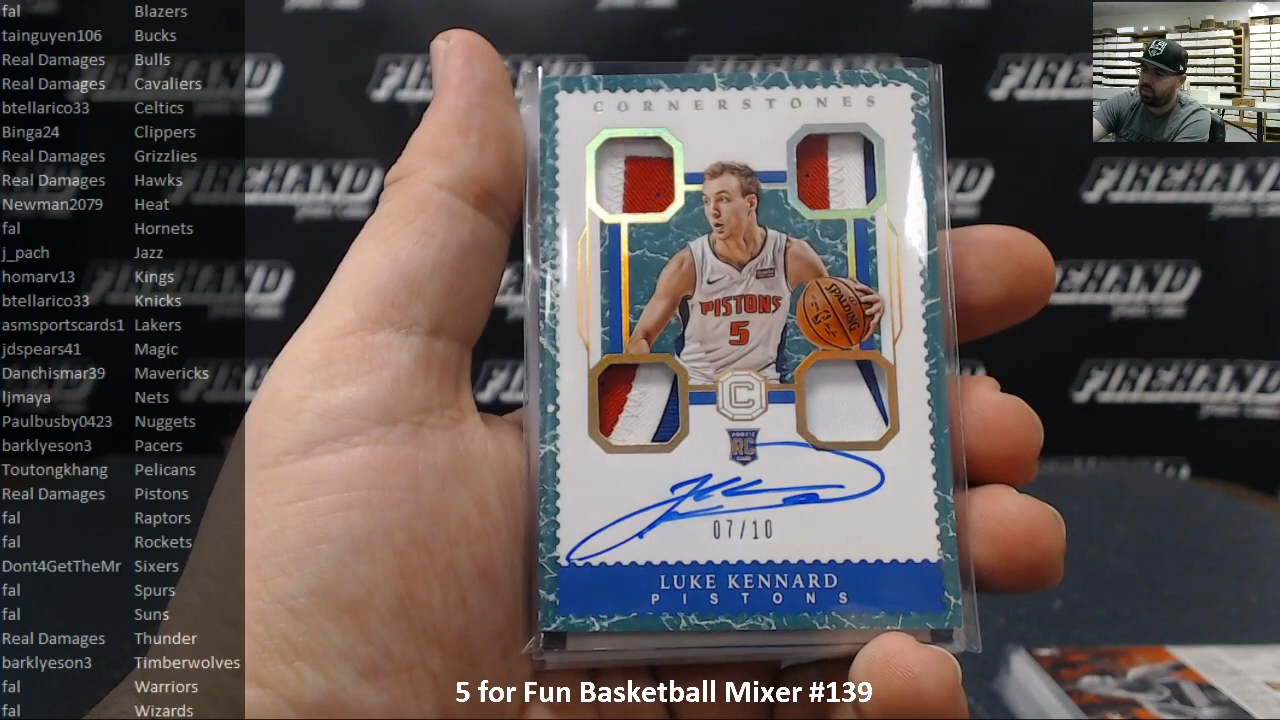 fal Blazers
tainguyen106 Bucks
Real Damages Bulls
Real Damages Cavaliers
btellarico33 Celtics
Binga24 Clippers
Real Damages Grizzlies
Real Damages Hawks
Newman2079 Heat
fal Hornets
j_pach Jazz
homarv13 Kings
btellarico33 Knicks
asmsportscards1 Lakers
jdspears41 Magic
Danchismar39 Mavericks
ljmaya Nets
Paulbusby0423 Nuggets
barklyeson3 Pacers
Toutongkhang Pelicans
Real Damages Pistons
fal Raptors
fal Rockets
Dont4GetTheMr Sixers
fal Spurs
fal Suns
Real Damages Thunder
barklyeson3 Timberwolves
fal Warriors
fal Wizards
FIREHAND
CORNERSTONES
SPALDING
PISTONS
5
C
RC
07/10
LUKE KENNARD
PISTONS
5 for Fun Basketball Mixer #139